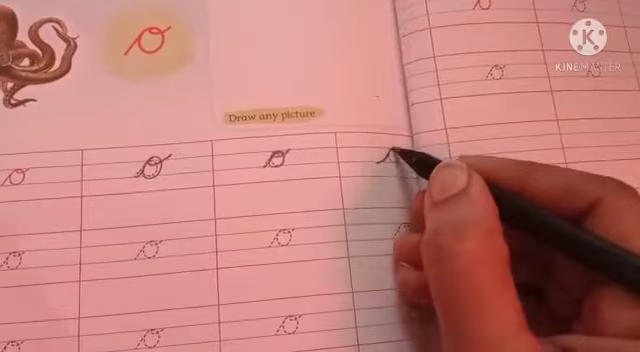 o
o
K
KINEMASTER
Draw any picture
o o o
o o o
o o o